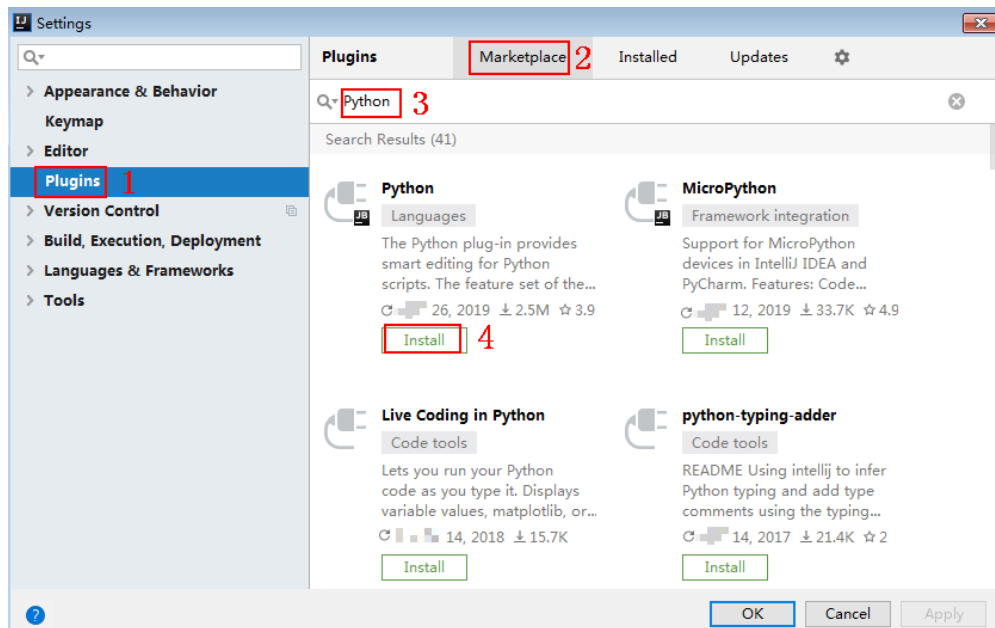 IJ Settings
Appearance & Behavior
Keymap
Editor
Plugins 1
Version Control
Build, Execution, Deployment
Languages & Frameworks
Tools
?
Plugins Marketplace 2 Installed Updates
Python 3
Search Results (41)
Python
JB
Languages
The Python plug-in provides
smart editing for Python
scripts. The feature set of the...
26, 2019 2.5M 3.9
Install 4
MicroPython
JB
Framework integration
Support for MicroPython
devices in IntelliJ IDEA and
PyCharm. Features: Code...
12, 2019 33.7K 4.9
Install
Live Coding in Python
Code tools
Lets you run your Python
code as you type it. Displays
variable values, matplotlib, or...
14, 2018 15.7K
Install
python-typing-adder
Code tools
README Using intellij to infer
Python typing and add type
comments using the typing...
14, 2017 21.4K 2
Install
OK Cancel Apply